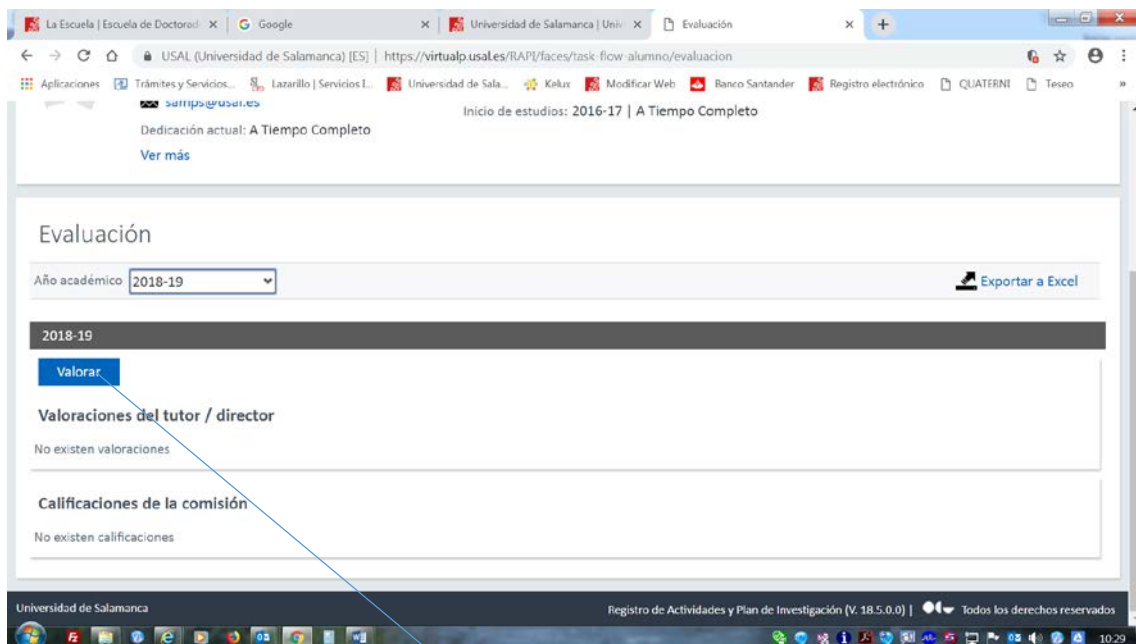 La Escuela | Escuela de Doctorad
Google
Universidad de Salamanca | Univ
Evaluación
USAL (Universidad de Salamanca) [ES] | https://virtualp.usal.es/RAPI/faces/task-flow-alumno/evaluacion
Aplicaciones
Trámites y Servicios...
Lazarillo | Servicios I...
Universidad de Sala...
Kelux
Modificar Web
Banco Santander
Registro electrónico
QUATERNI
Teseo
»
samps@usal.es
Inicio de estudios: 2016-17 | A Tiempo Completo
Dedicación actual: A Tiempo Completo
Ver más
Evaluación
Año académico 2018-19
Exportar a Excel
2018-19
Valorar
Valoraciones del tutor / director
No existen valoraciones
Calificaciones de la comisión
No existen calificaciones
Universidad de Salamanca
Registro de Actividades y Plan de Investigación (V. 18.5.0.0) |
Todos los derechos reservados
10:29